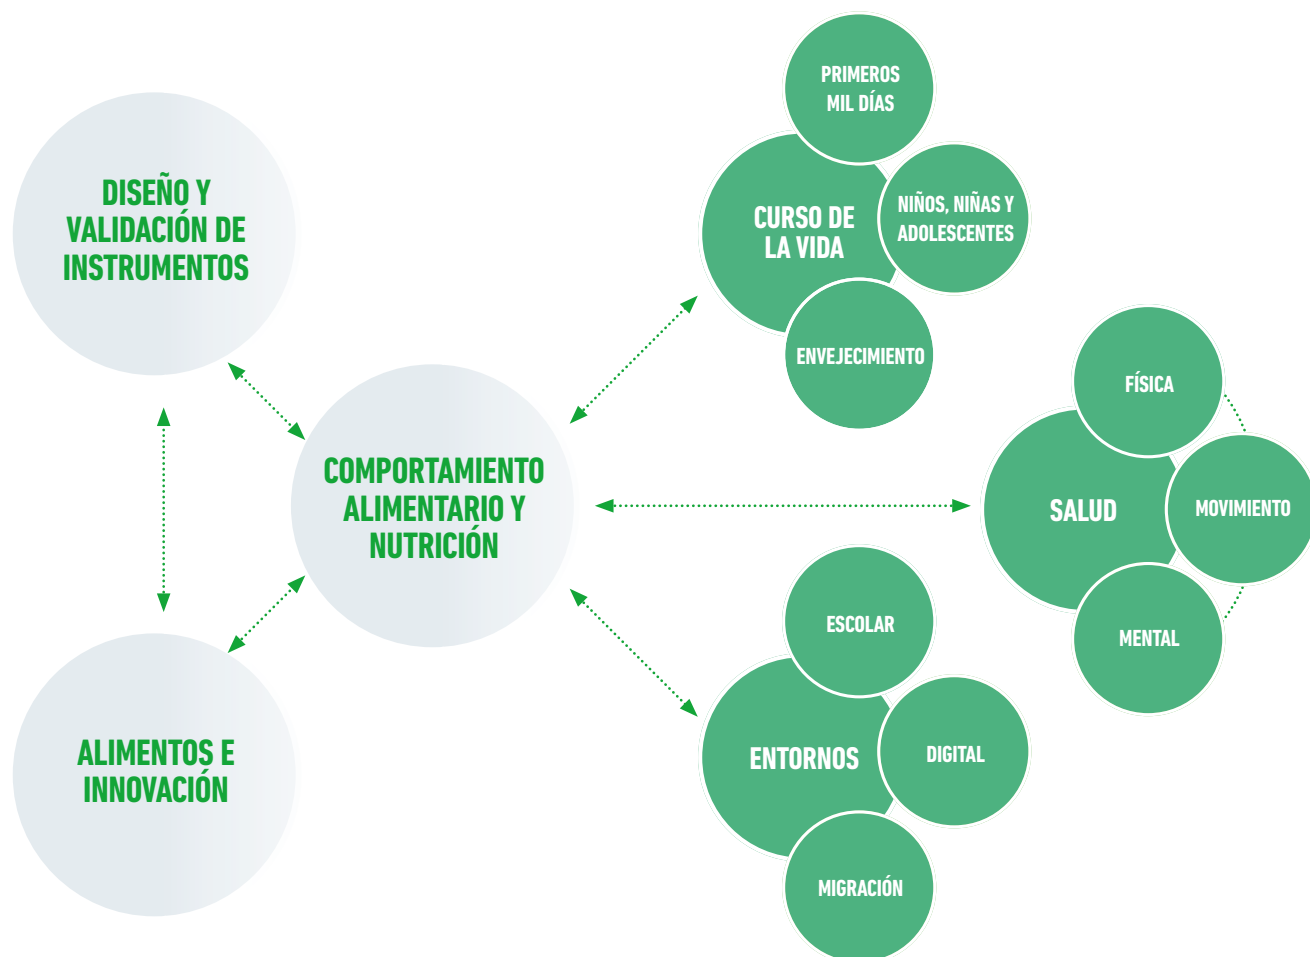 DISEÑO Y
VALIDACIÓN DE
INSTRUMENTOS
COMPORTAMIENTO
ALIMENTARIO Y
NUTRICIÓN
ALIMENTOS E
INNOVACIÓN
PRIMEROS
MIL DÍAS
CURSO DE
LA VIDA
NIÑOS, NIÑAS Y
ADOLESCENTES
ENVEJECIMIENTO
FÍSICA
SALUD
MOVIMIENTO
MENTAL
ESCOLAR
ENTORNOS
DIGITAL
MIGRACIÓN